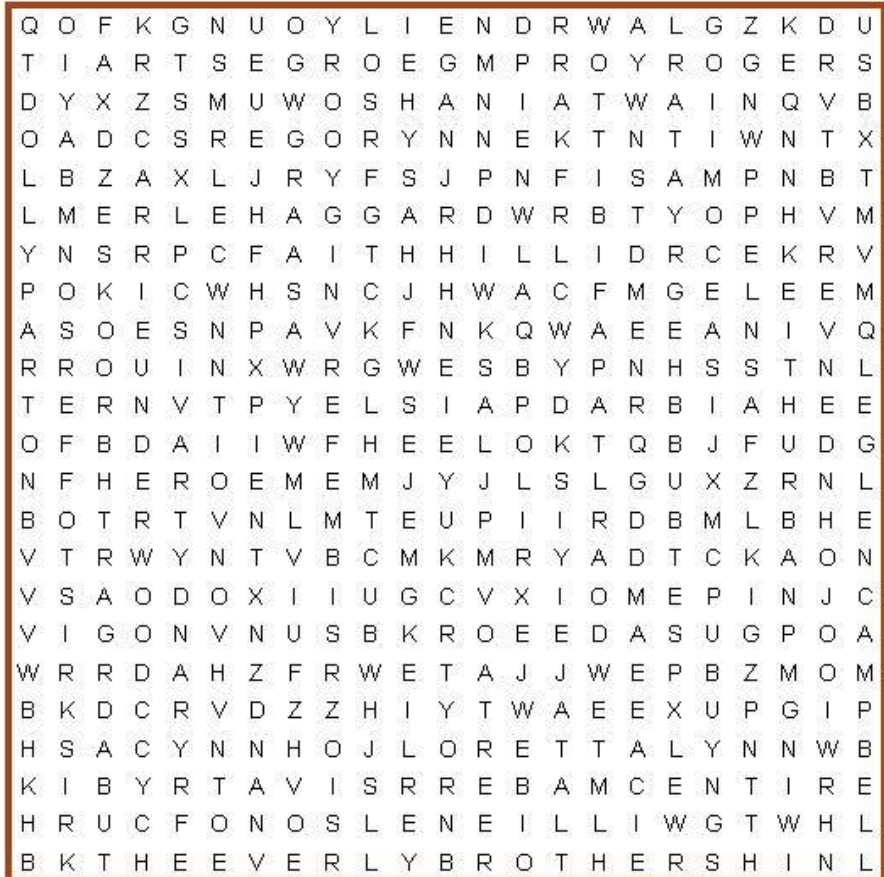 Q O F K G N U O Y L I E N D R W A L G Z K D U
T I A R T S E G R O E G M P R O Y R O G E R S
D Y X Z S M U W O S H A N I A T W A I N Q V B
O A D C S R E G O R Y N N E K T N T I W N T X
L B Z A X L J R Y F S J P N F I S A M P N B T
L M E R L E H A G G A R D W R B T Y O P H V M
Y N S R P C F A I T H H I L L I D R C E K R V
P O K I C W H S N C J H W A C F M G E L E E M
A S O E S N P A V K F N K Q W A E E A N I V Q
R R O U I N X W R G W E S B Y P N H S S T N L
T E R N V T P Y E L S I A P D A R B I A H E E
O F B D A I I W F H E E L O K T Q B J F U D G
N F H E R O E M E M J Y J L S L G U X Z R N L
B O T R T V N L M T E U P I I R D B M L B H E
V T R W Y N T V B C M K M R Y A D T C K A O N
V S A O D O X I I U G C V X I O M E P I N J C
V I G O N V N U S B K R O E E D A S U G P O A
W R R D A H Z F R W E T A J J W E P B Z M O M
B K D C R V D Z Z H I Y T W A E E X U P G I P
H S A C Y N N H O J L O R E T T A L Y N N W B
K I B Y R T A V I S R R E B A M C E N T I R E
H R U C F O N O S L E N E I L L I W G T W H L
B K T H E E V E R L Y B R O T H E R S H I N L